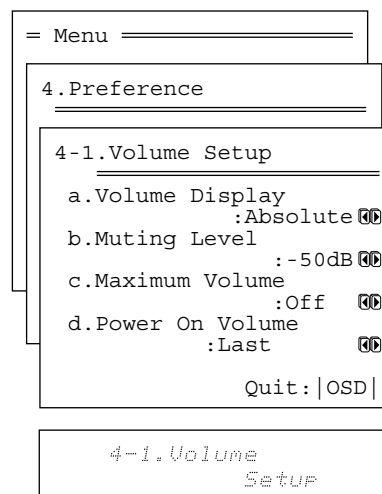 Menu
4.Preference
4-1.Volume Setup
a.Volume Display
:Absolute
b.Muting Level
:-50dB
c.Maximum Volume
:Off
d.Power On Volume
:Last
Quit:|OSD|
4-1.Volume
Setup